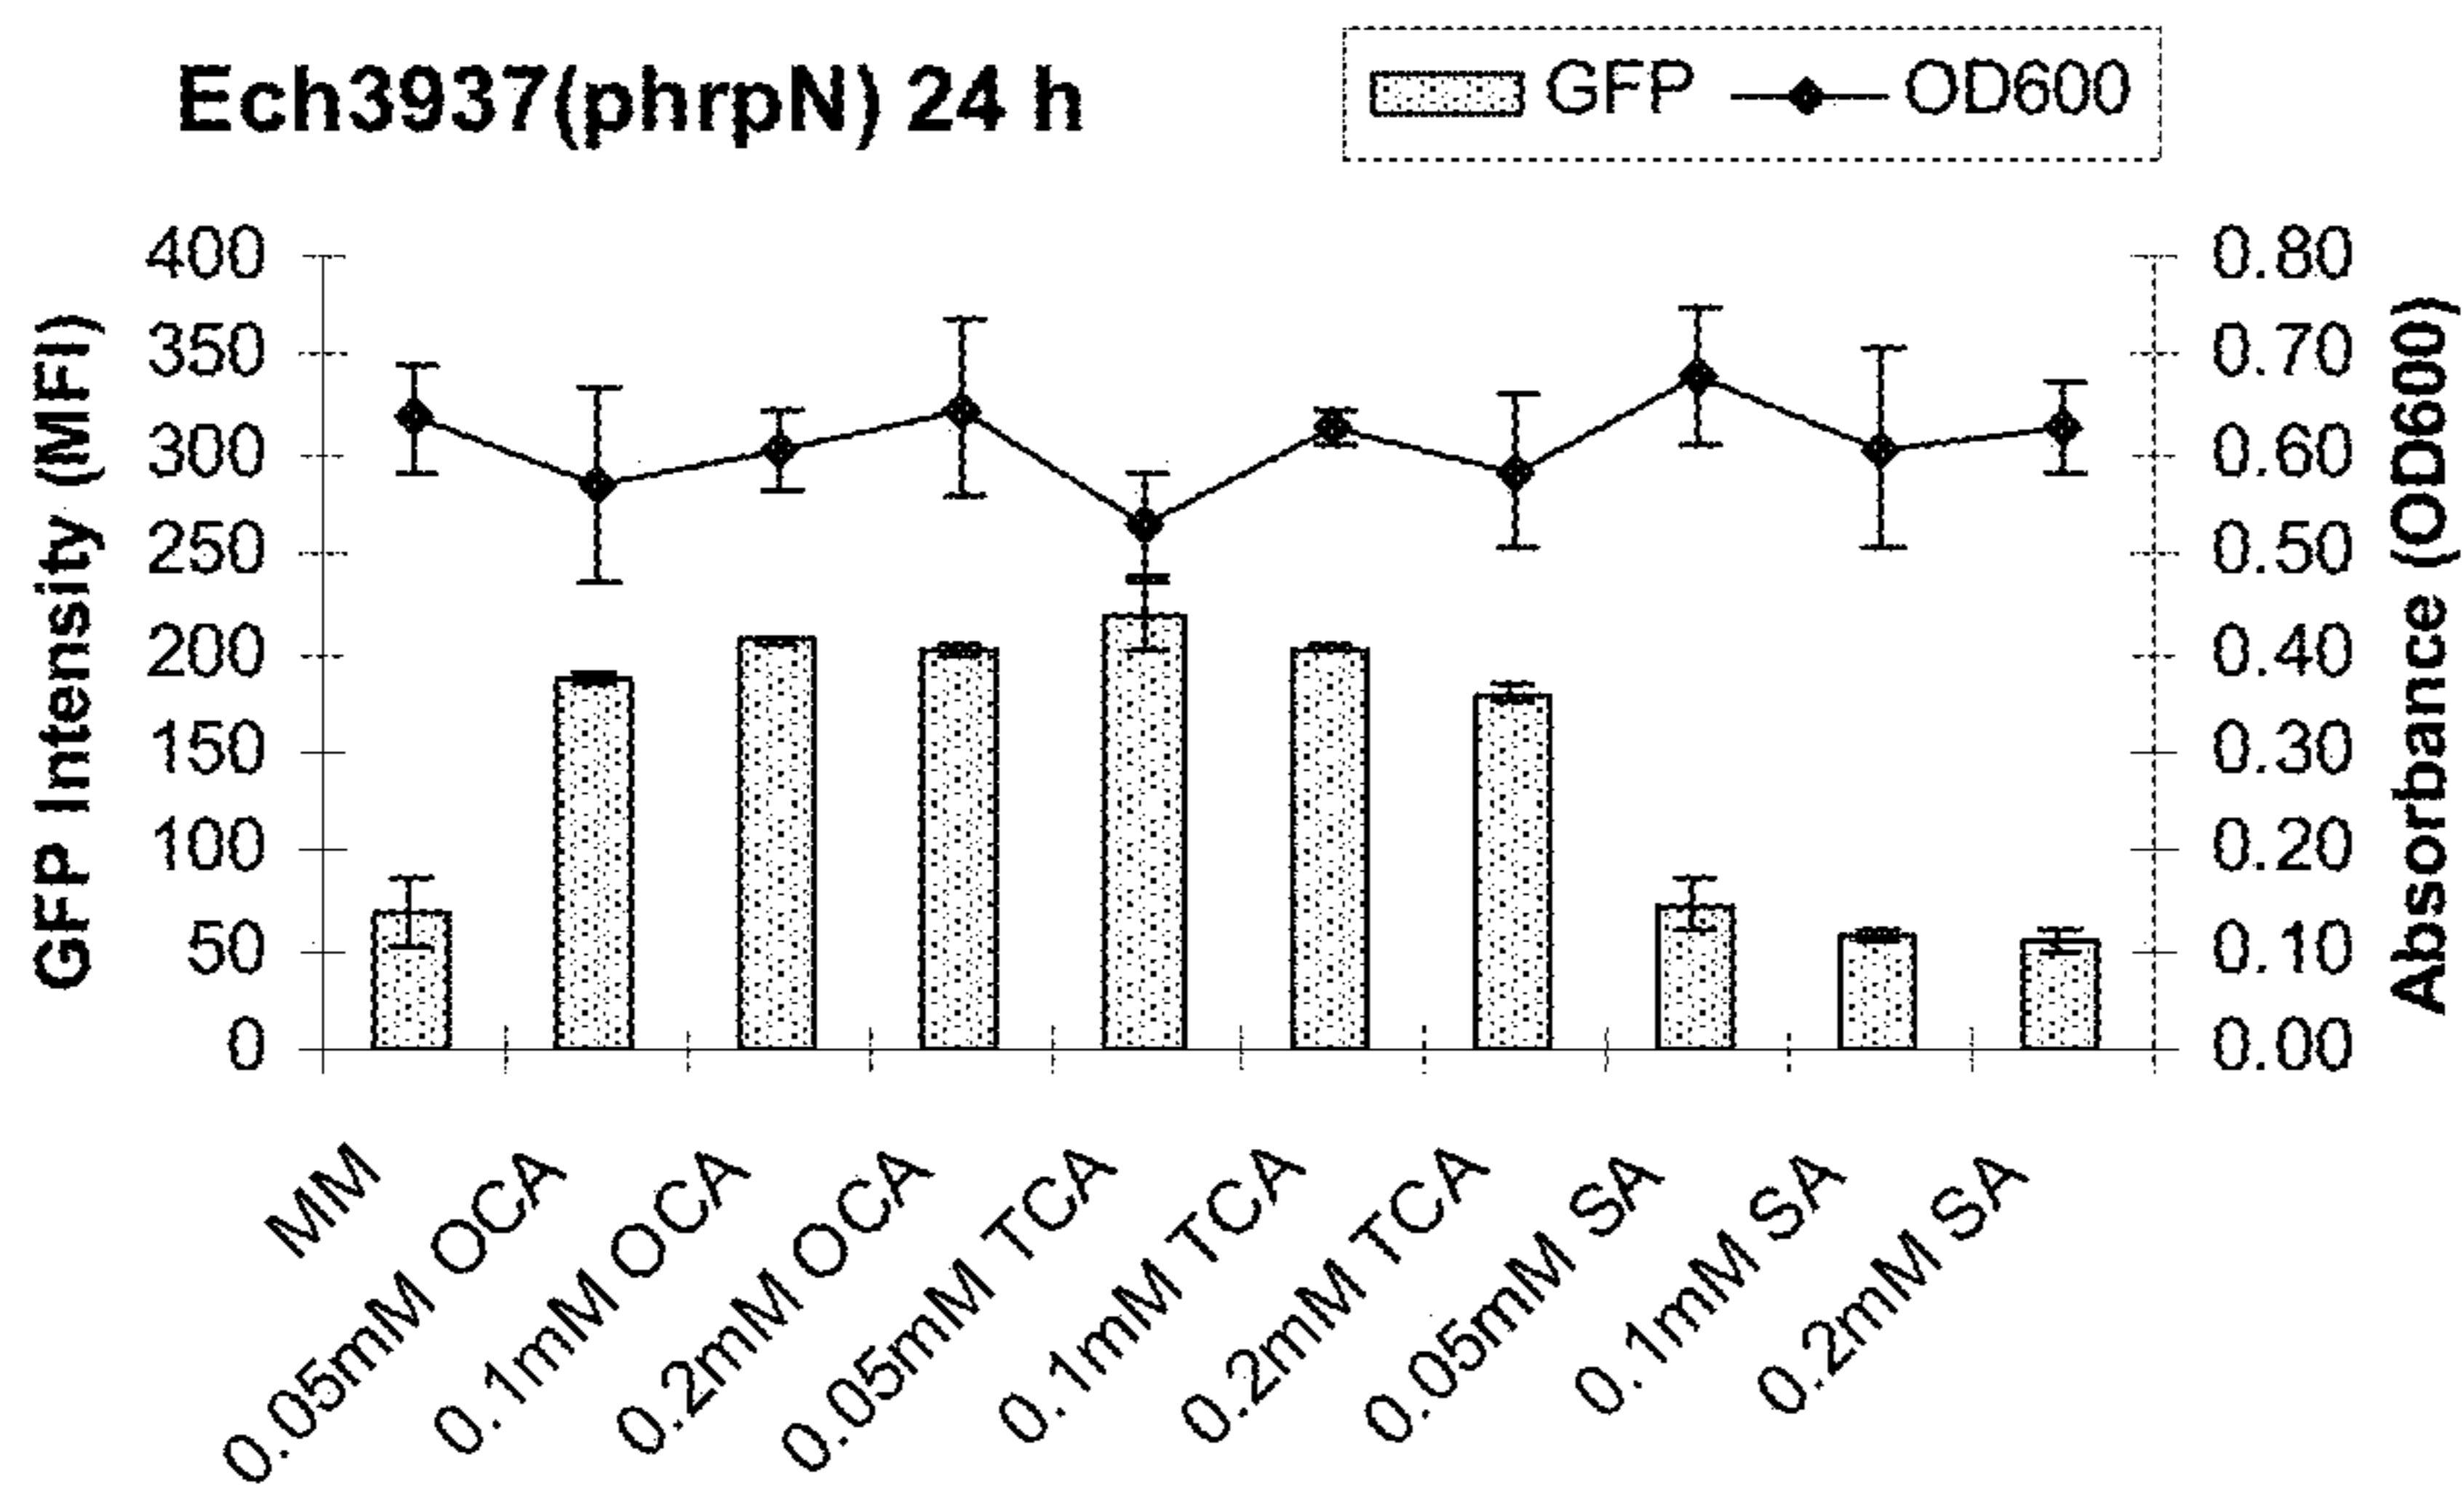 Ech3937(phrpN) 24 h
GFP OD600
GFP Intensity (MFI)
400
350
300
250
200
150
100
50
0
0.80
0.70
0.60
0.50
0.40
0.30
0.20
0.10
0.00
Absorbance (OD600)
MM
0.05mM OCA
0.1mM OCA
0.2mM OCA
0.05mM TCA
0.1mM TCA
0.2mM TCA
0.05mM SA
0.1mM SA
0.2mM SA